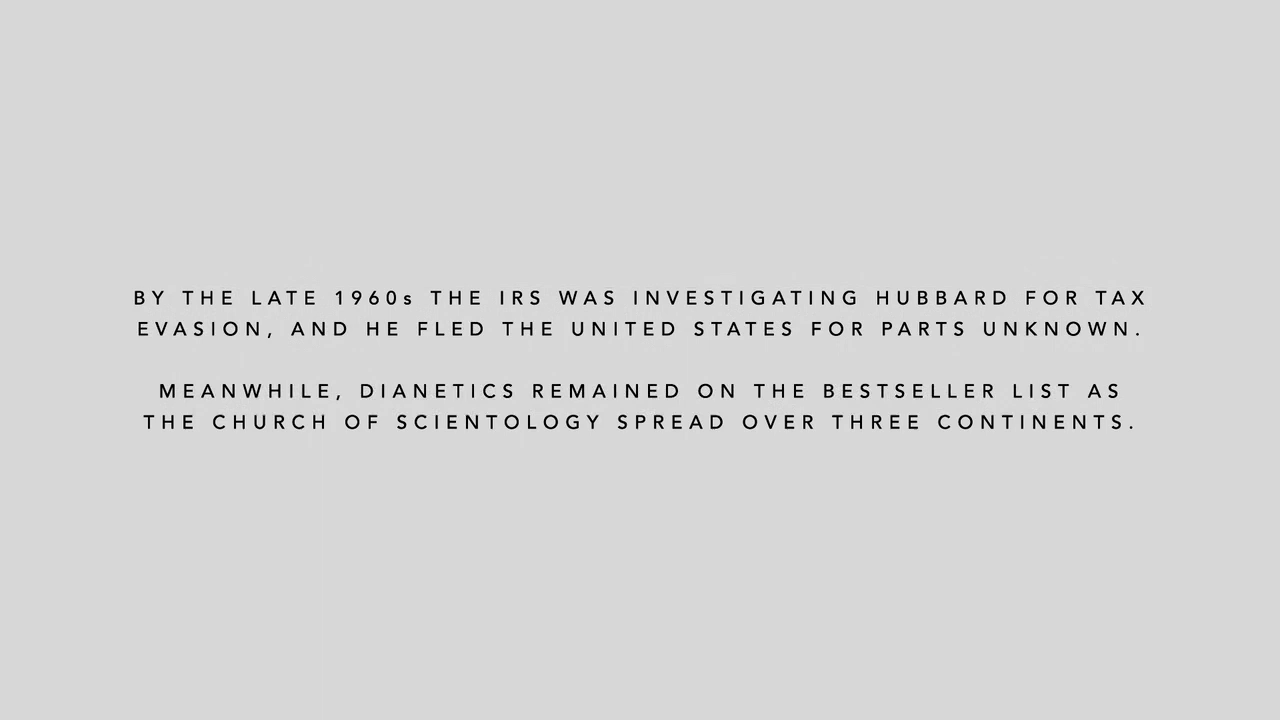 BY THE LATE 1960s THE IRS WAS INVESTIGATING HUBBARD FOR TAX
EVASION, AND HE FLED THE UNITED STATES FOR PARTS UNKNOWN.
MEANWHILE, DIANETICS REMAINED ON THE BESTSELLER LIST AS
THE CHURCH OF SCIENTOLOGY SPREAD OVER THREE CONTINENTS.